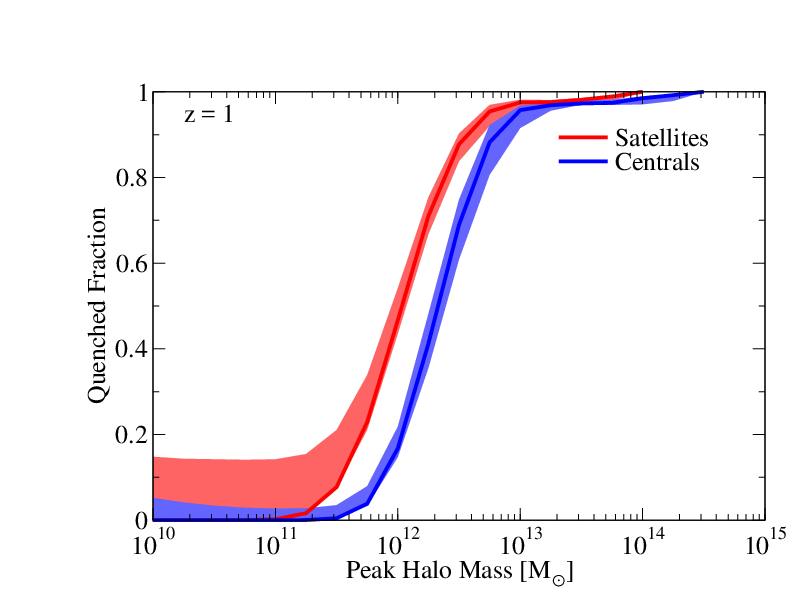 z = 1
Satellites
Centrals
Quenched Fraction
1
0.8
0.6
0.4
0.2
0
10^10 10^11 10^12 10^13 10^14 10^15
Peak Halo Mass [M☉]